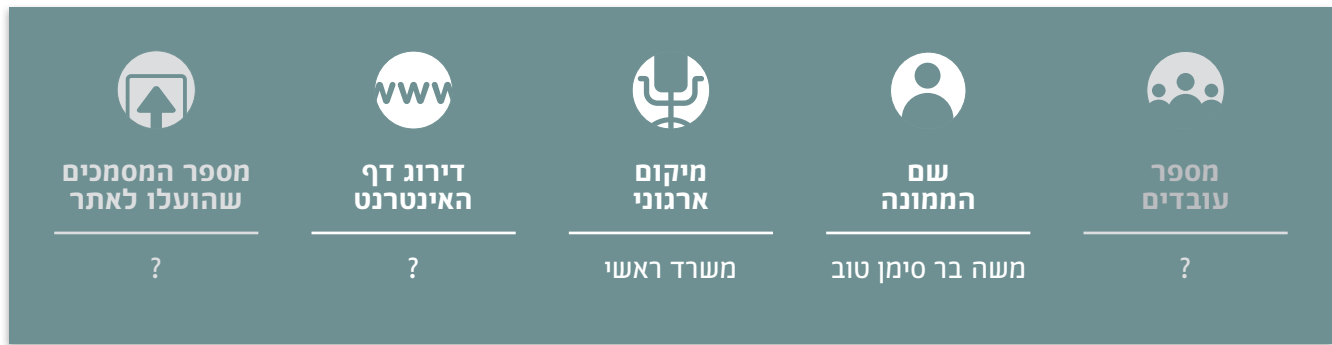 מספר
עובדים
?
שם
הממונה
משה בר סימן טוב
מיקום
ארגוני
משרד ראשי
www
דירוג דף
האינטרנט
?
מספר המסמכים
שהועלו לאתר
?